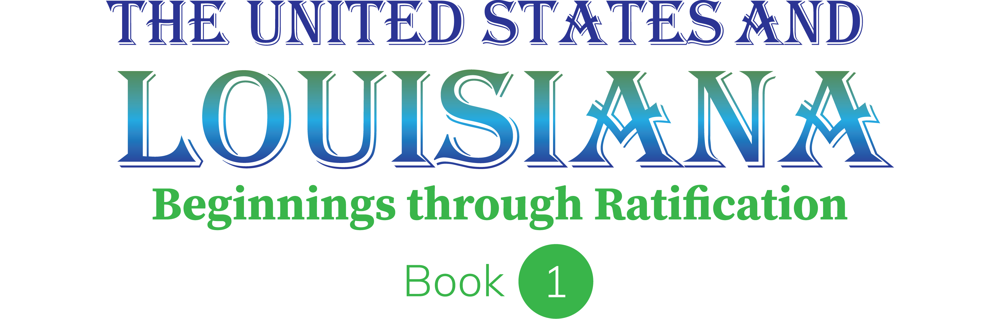 THE UNITED STATES AND
LOUISIANA
Beginnings through Ratification
Book 1